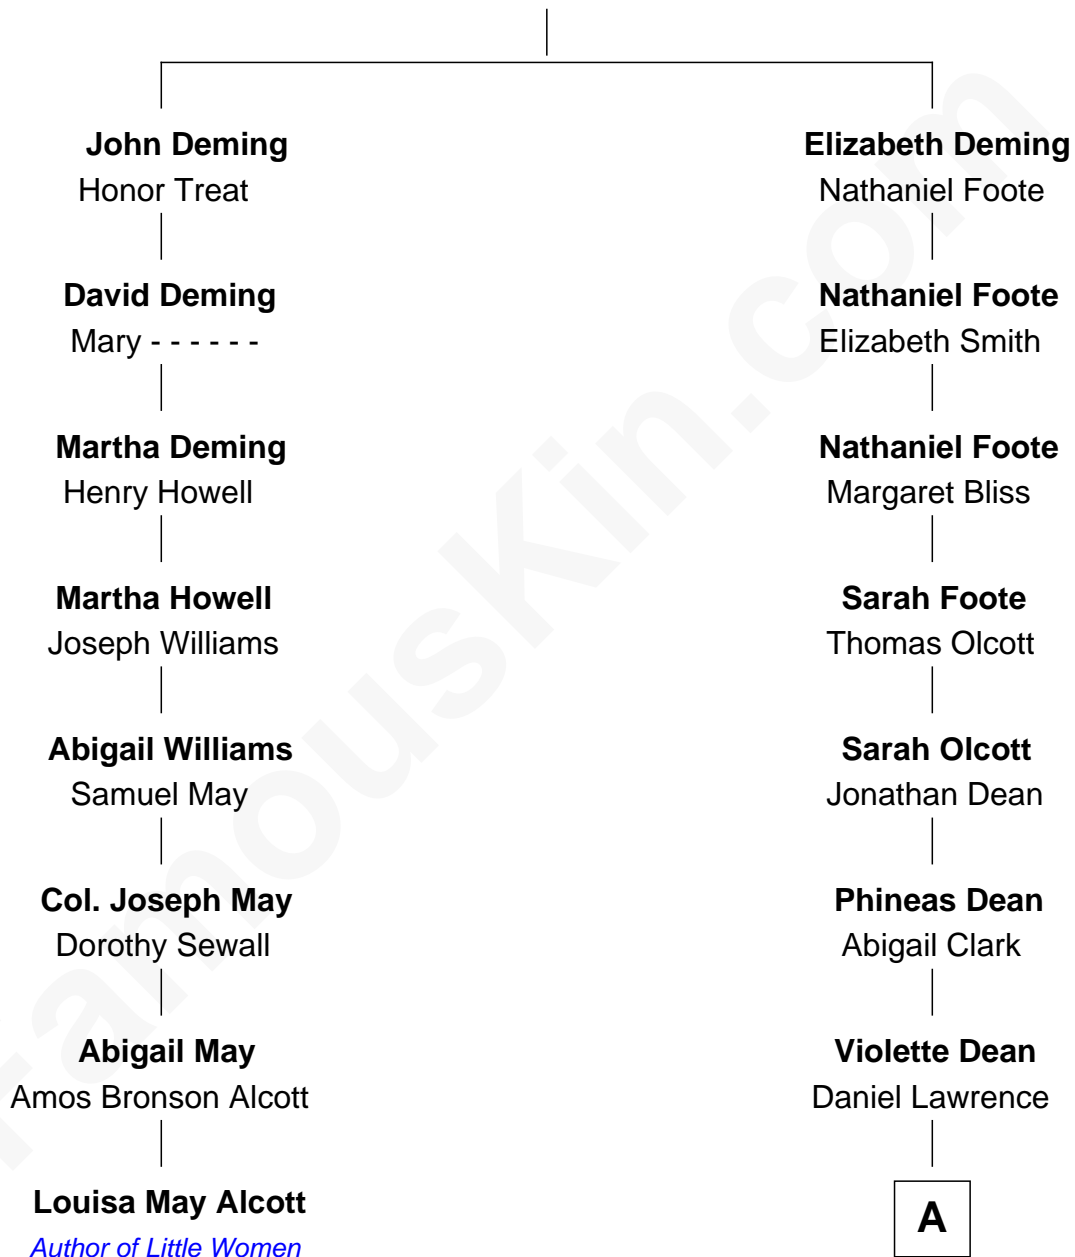 John Deming
Honor Treat
Elizabeth Deming
Nathaniel Foote
David Deming
Mary - - - - - -
Nathaniel Foote
Elizabeth Smith
Martha Deming
Henry Howell
Nathaniel Foote
Margaret Bliss
Martha Howell
Joseph Williams
Sarah Foote
Thomas Olcott
Abigail Williams
Samuel May
Sarah Olcott
Jonathan Dean
Col. Joseph May
Dorothy Sewall
Phineas Dean
Abigail Clark
Abigail May
Amos Bronson Alcott
Violette Dean
Daniel Lawrence
Louisa May Alcott
Author of Little Women
A
FamousKin.com